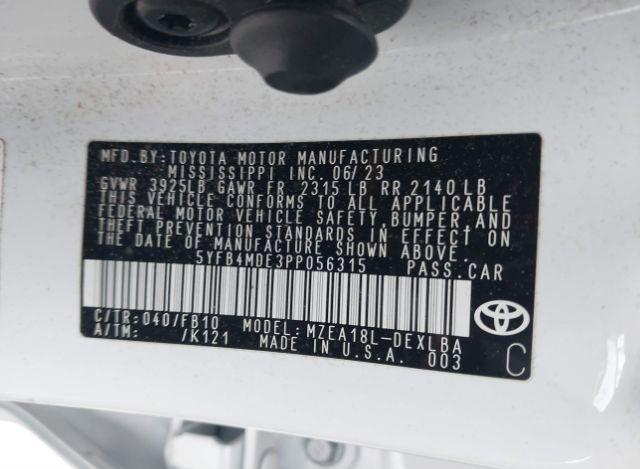 MFD.BY: TOYOTA MOTOR MANUFACTURING
MISSISSIPPI INC. 06/23
GVWR 3925LB GAWR FR 2315 LB RR 2140 LB
THIS VEHICLE CONFORMS TO ALL APPLICABLE
FEDERAL MOTOR VEHICLE SAFETY, BUMPER AND
THEFT PREVENTION STANDARDS IN EFFECT ON
THE DATE OF MANUFACTURE SHOWN ABOVE.
5YFB4MDE3PP056315 PASS.CAR
C/TR: 040/FB10 MODEL: MZEA18L-DEXLBA
A/TM: /K121 MADE IN U.S.A. 003
C